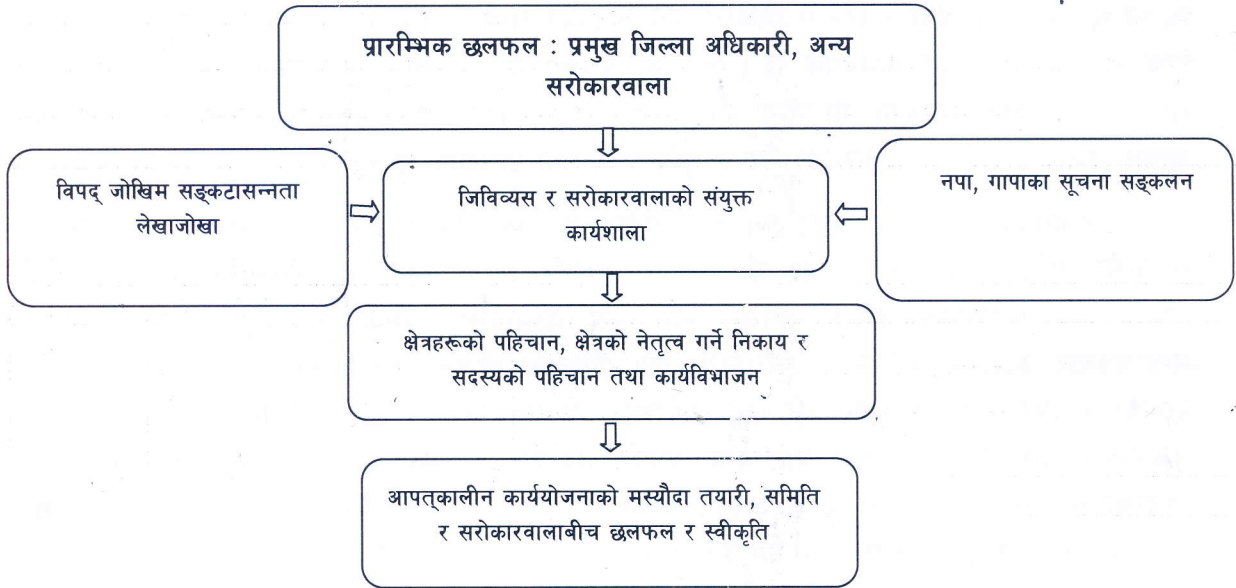 प्रारम्भिक छलफल : प्रमुख जिल्ला अधिकारी, अन्य
सरोकारवाला
विपद् जोखिम सङ्कटासन्नता
लेखाजोखा
जिविव्यस र सरोकारवालाको संयुक्त
कार्यशाला
नपा, गापाका सूचना सङ्कलन
क्षेत्रहरूको पहिचान, क्षेत्रको नेतृत्व गर्ने निकाय र
सदस्यको पहिचान तथा कार्यविभाजन
आपत्‌कालीन कार्ययोजनाको मस्यौदा तयारी, समिति
र सरोकारवालाबीच छलफल र स्वीकृति